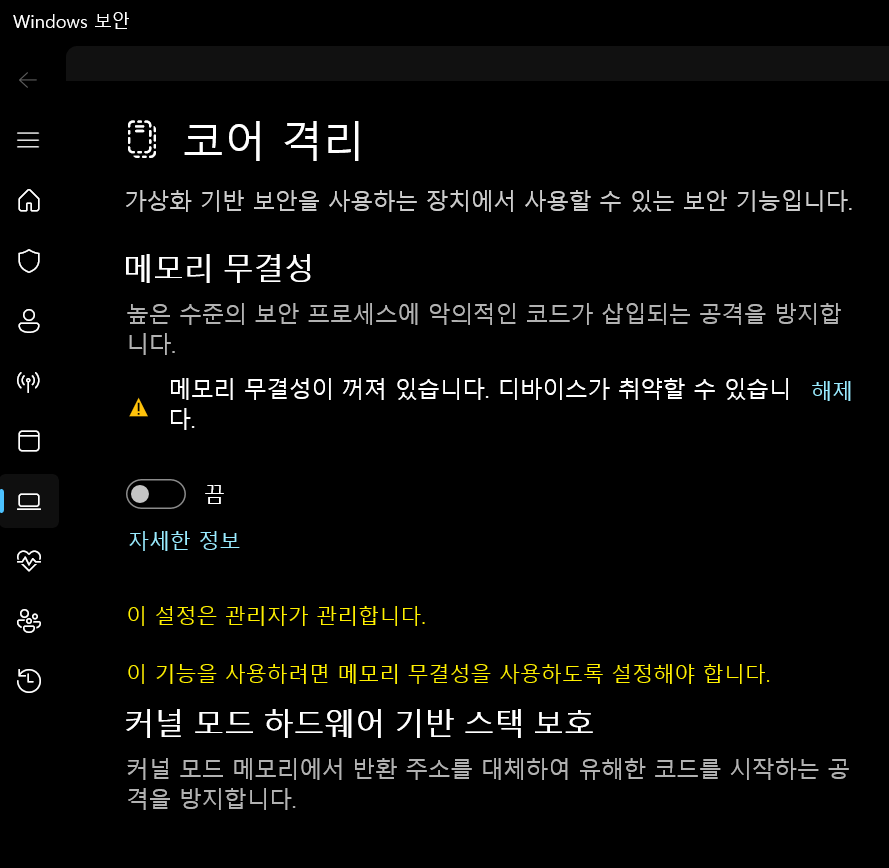 Windows 보안
코어 격리
가상화 기반 보안을 사용하는 장치에서 사용할 수 있는 보안 기능입니다.
메모리 무결성
높은 수준의 보안 프로세스에 악의적인 코드가 삽입되는 공격을 방지합
니다.
메모리 무결성이 꺼져 있습니다. 디바이스가 취약할 수 있습니 해제
다.
끔
자세한 정보
이 설정은 관리자가 관리합니다.
이 기능을 사용하려면 메모리 무결성을 사용하도록 설정해야 합니다.
커널 모드 하드웨어 기반 스택 보호
커널 모드 메모리에서 반환 주소를 대체하여 유해한 코드를 시작하는 공
격을 방지합니다.